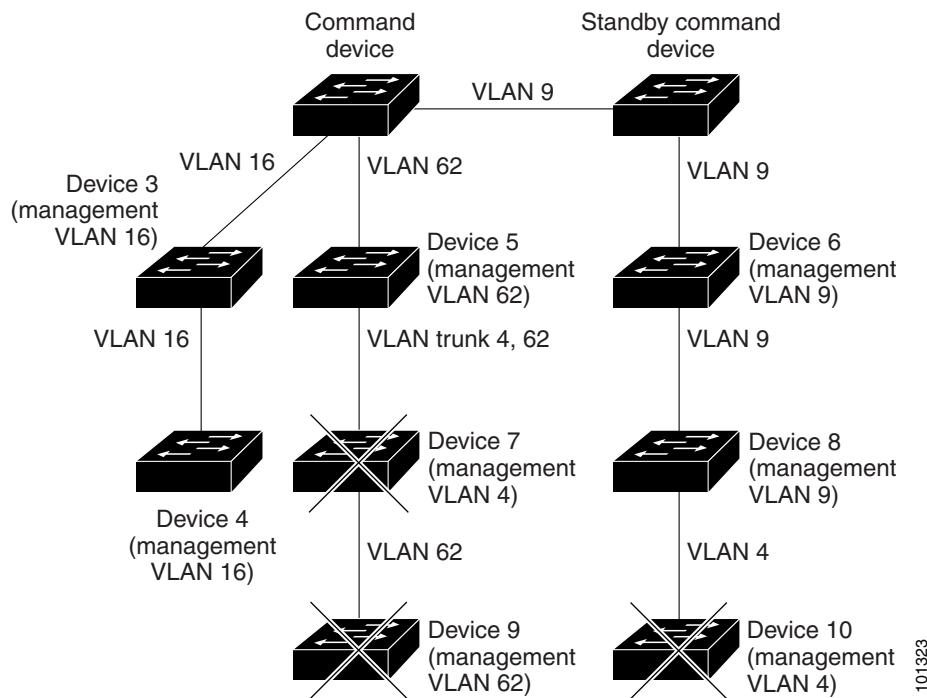 Command
device
Standby command
device
VLAN 9
VLAN 16
VLAN 62
VLAN 9
Device 3
(management
VLAN 16)
Device 5
(management
VLAN 62)
Device 6
(management
VLAN 9)
VLAN 16
VLAN trunk 4, 62
VLAN 9
Device 7
(management
VLAN 4)
Device 8
(management
VLAN 9)
Device 4
(management
VLAN 16)
VLAN 62
VLAN 4
Device 9
(management
VLAN 62)
Device 10
(management
VLAN 4)
101323